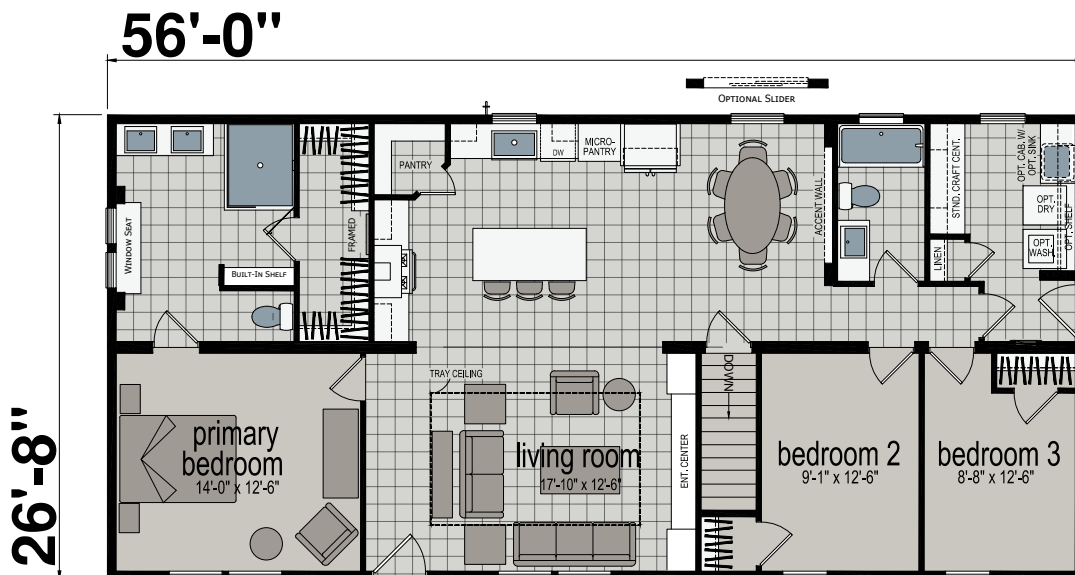 56'-0"
OPTIONAL SLIDER
26'-8"
PANTRY
DW
MICRO-
PANTRY
ACCENT WALL
STND. CRAFT CENT.
OPT. CAB. W/
OPT. SINK
OPT.
DRY
OPT. SHELF
OPT.
WASH.
LINEN
WINDOW SEAT
BUILT-IN SHELF
FRAMED
TRAY CEILING
DOWN
ENT. CENTER
primary
bedroom
14'-0" x 12'-6"
living room
17'-10" x 12'-6"
bedroom 2
9'-1" x 12'-6"
bedroom 3
8'-8" x 12'-6"